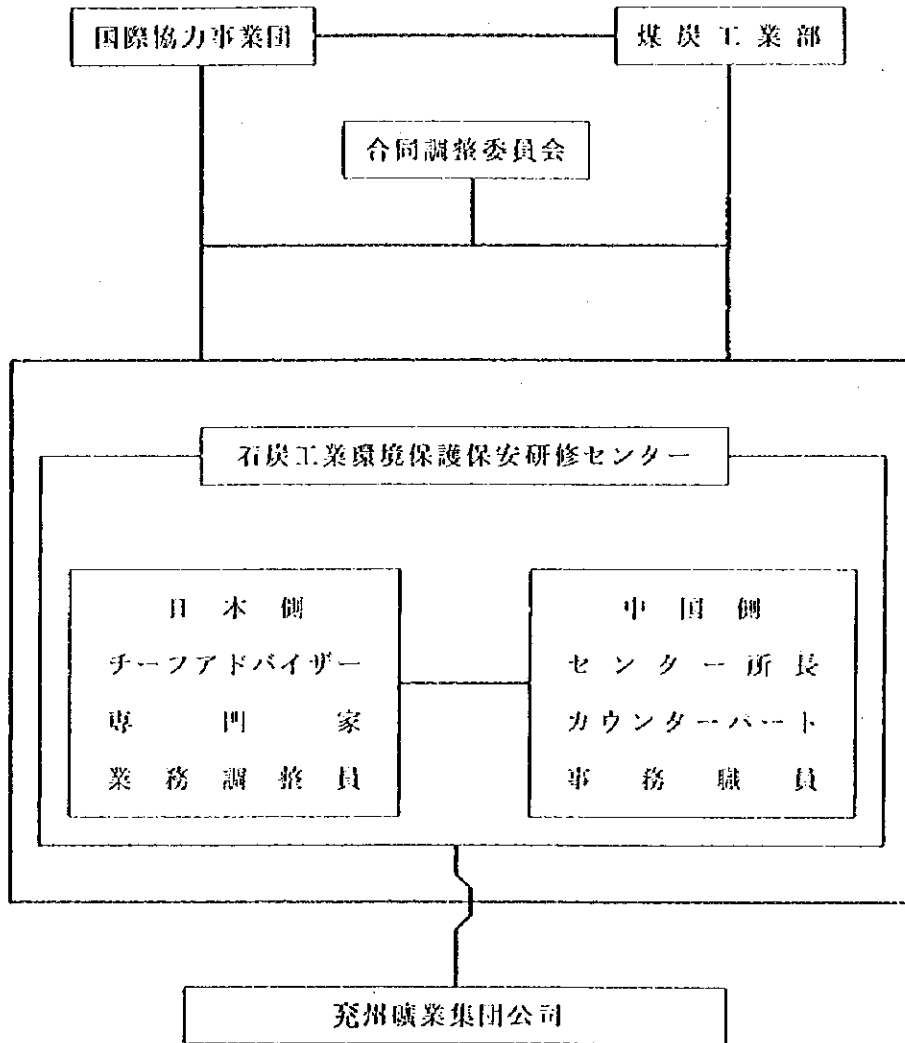 国際協力事業団
煤炭工業部
合同調整委員会
石炭工業環境保護保安研修センター
日本側
チーフアドバイザー
専門家
業務調整員
中国側
センター所長
カウンターパート
事務職員
兗州礦業集団公司